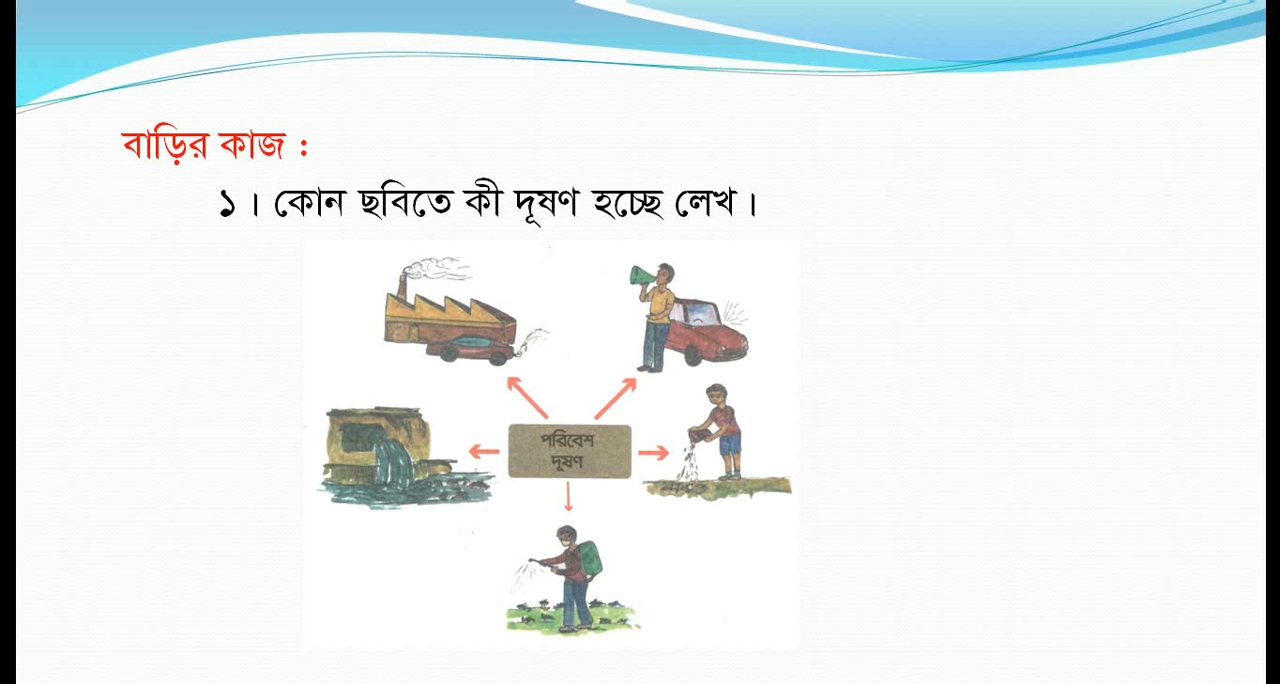 বাড়ির কাজ :
১। কোন ছবিতে কী দূষণ হচ্ছে লেখ।
পরিবেশ
দূষণ